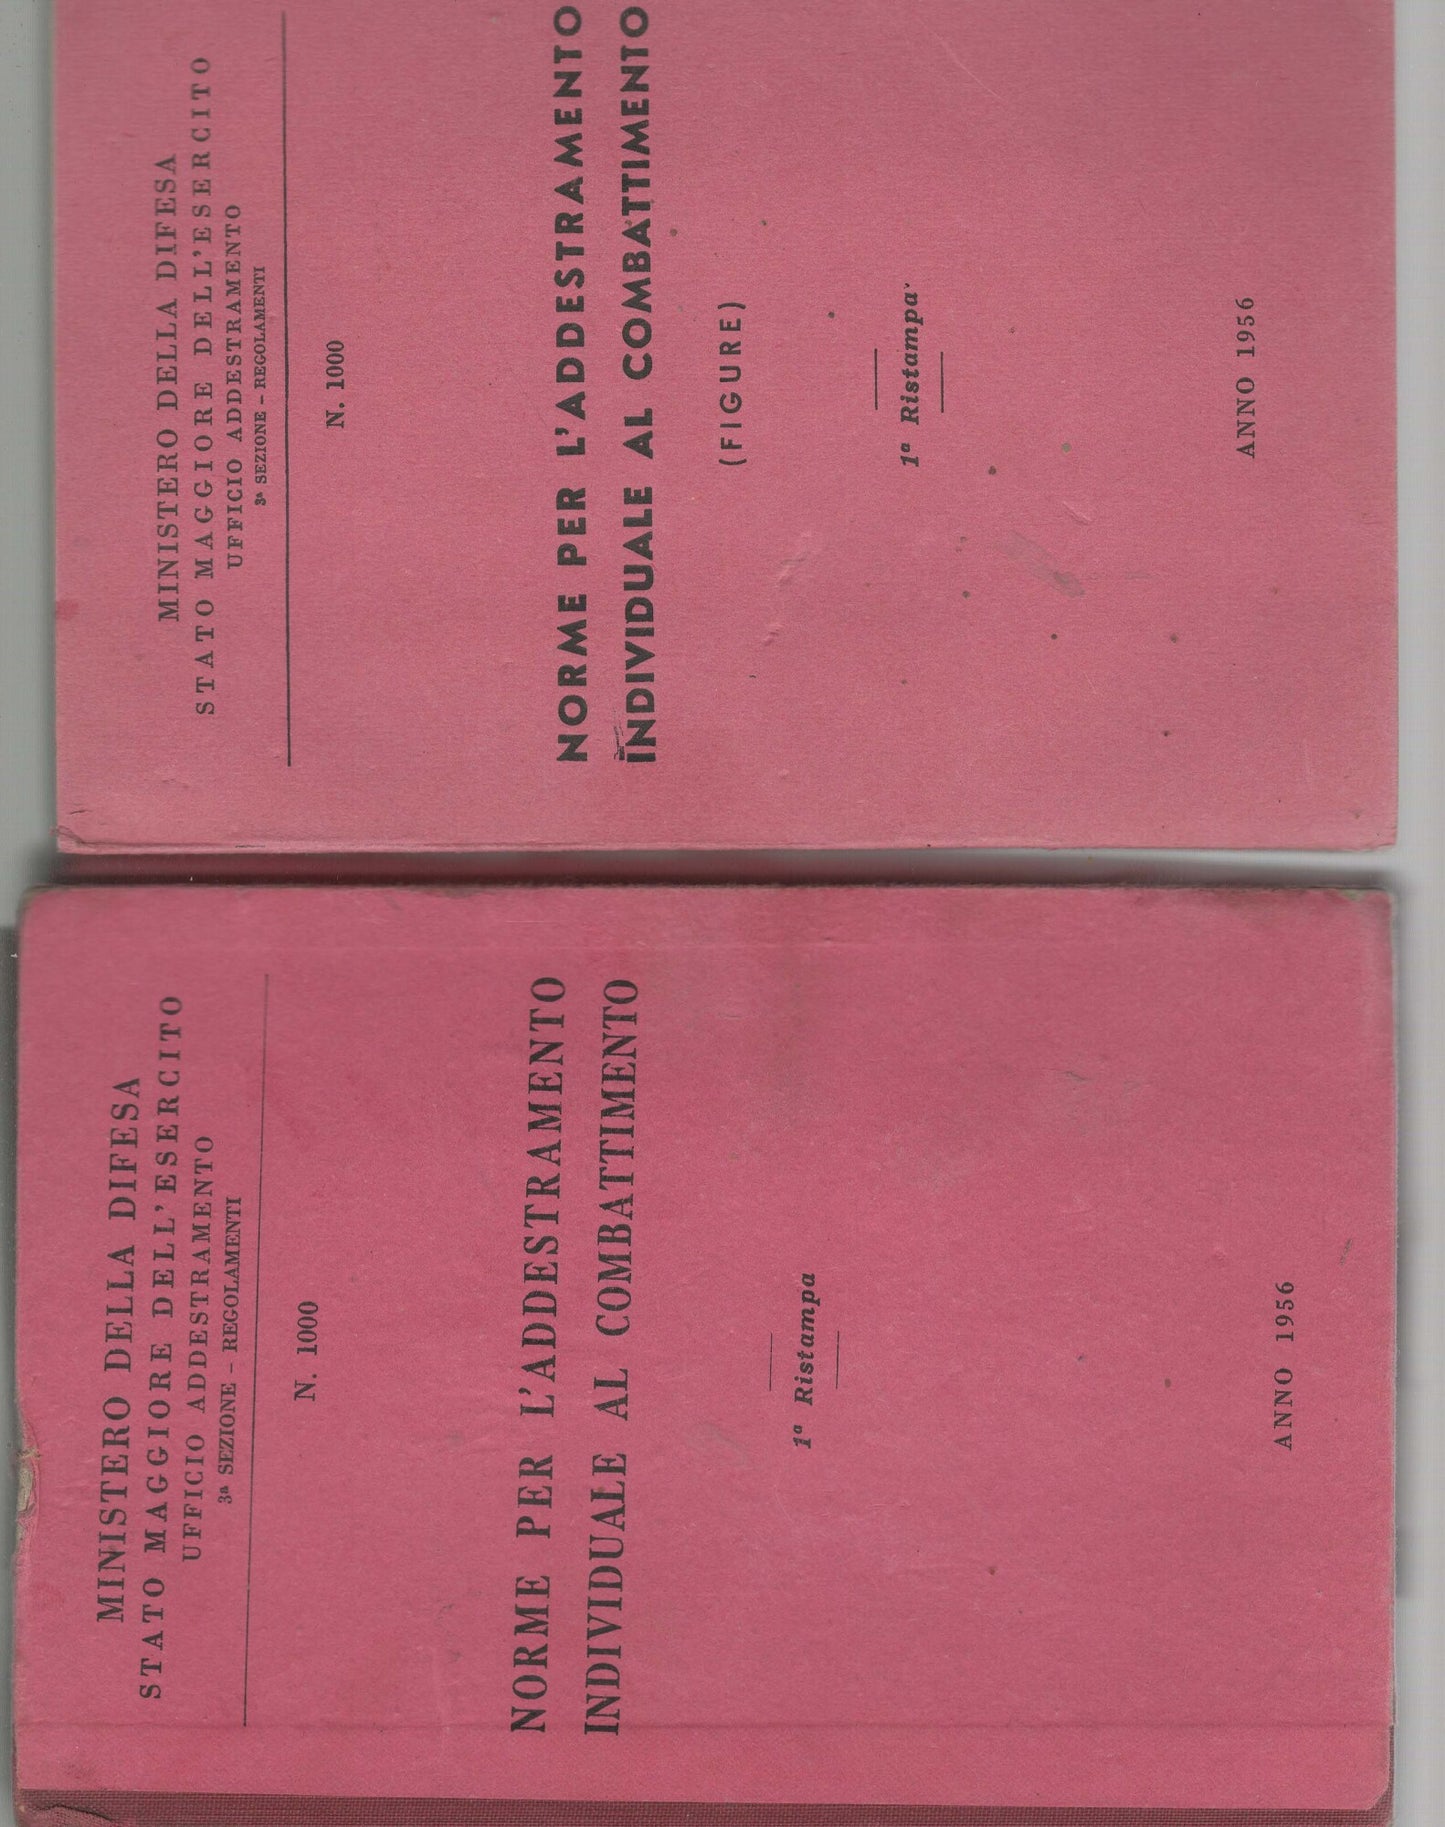 MINISTERO DELLA DIFESA
STATO MAGGIORE DELL'ESERCITO
UFFICIO ADDESTRAMENTO
3ª SEZIONE - REGOLAMENTI
N. 1000
NORME PER L'ADDESTRAMENTO
INDIVIDUALE AL COMBATTIMENTO
1ª Ristampa
ANNO 1956
MINISTERO DELLA DIFESA
STATO MAGGIORE DELL'ESERCITO
UFFICIO ADDESTRAMENTO
3ª SEZIONE - REGOLAMENTI
N. 1000
NORME PER L'ADDESTRAMENTO
INDIVIDUALE AL COMBATTIMENTO
(FIGURE)
1ª Ristampa
ANNO 1956